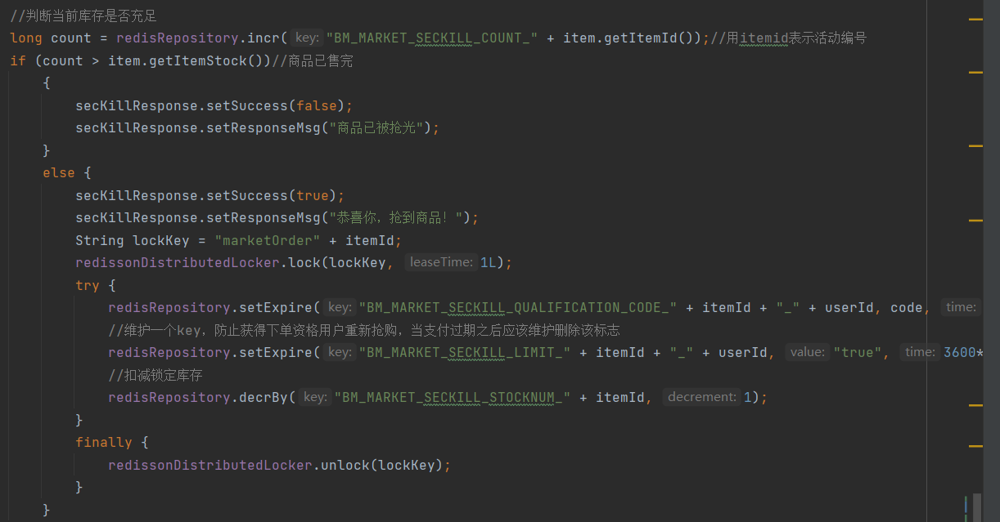 //判断当前库存是否充足
long count = redisRepository.incr( key: "BM_MARKET_SECKILL_COUNT_" + item.getItemId());//用itemid表示活动编号
if (count > item.getItemStock())//商品已售完
{
secKillResponse.setSuccess(false);
secKillResponse.setResponseMsg("商品已被抢光");
}
else {
secKillResponse.setSuccess(true);
secKillResponse.setResponseMsg("恭喜你，抢到商品！");
String lockKey = "marketOrder" + itemId;
redissonDistributedLocker.lock(lockKey, leaseTime: 1L);
try {
redisRepository.setExpire( key: "BM_MARKET_SECKILL_QUALIFICATION_CODE_" + itemId + "_" + userId, code, time:
//维护一个key，防止获得下单资格用户重新抢购，当支付过期之后应该维护删除该标志
redisRepository.setExpire( key: "BM_MARKET_SECKILL_LIMIT_" + itemId + "_" + userId, value: "true", time: 3600*
//扣减锁定库存
redisRepository.decrBy( key: "BM_MARKET_SECKILL_STOCKNUM_" + itemId, decrement: 1);
}
finally {
redissonDistributedLocker.unlock(lockKey);
}
}